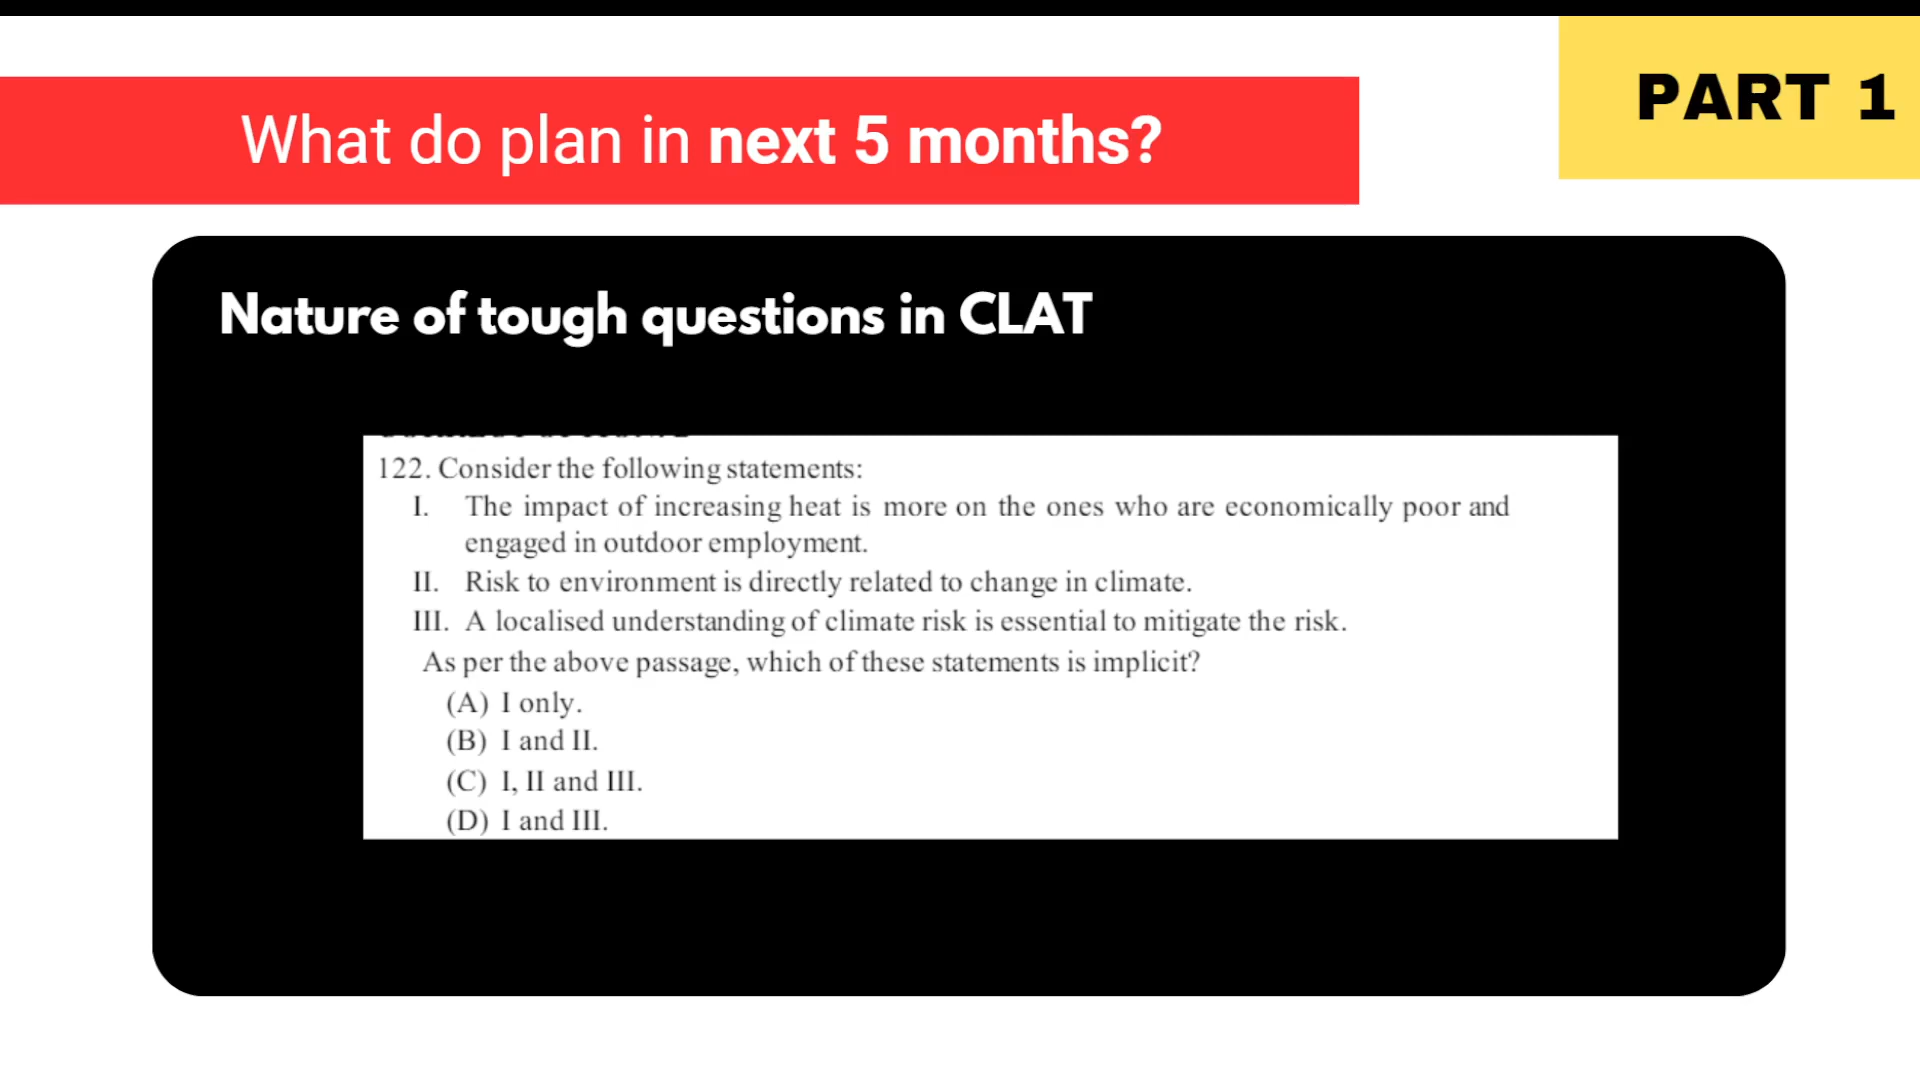 PART 1
What do plan in next 5 months?
Nature of tough questions in CLAT
122. Consider the following statements:
I. The impact of increasing heat is more on the ones who are economically poor and
engaged in outdoor employment.
II. Risk to environment is directly related to change in climate.
III. A localised understanding of climate risk is essential to mitigate the risk.
As per the above passage, which of these statements is implicit?
(A) I only.
(B) I and II.
(C) I, II and III.
(D) I and III.